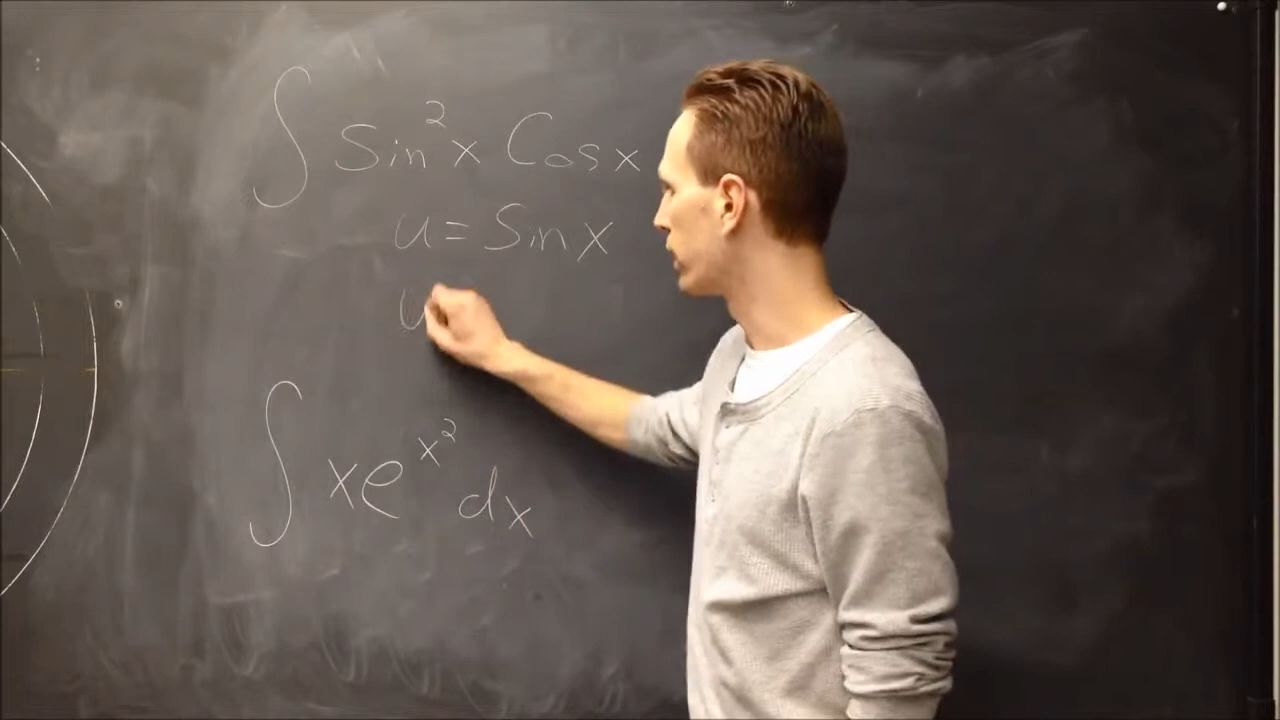 ∫ Sin²x Cosx
u = Sinx
u
∫ xe^x² dx